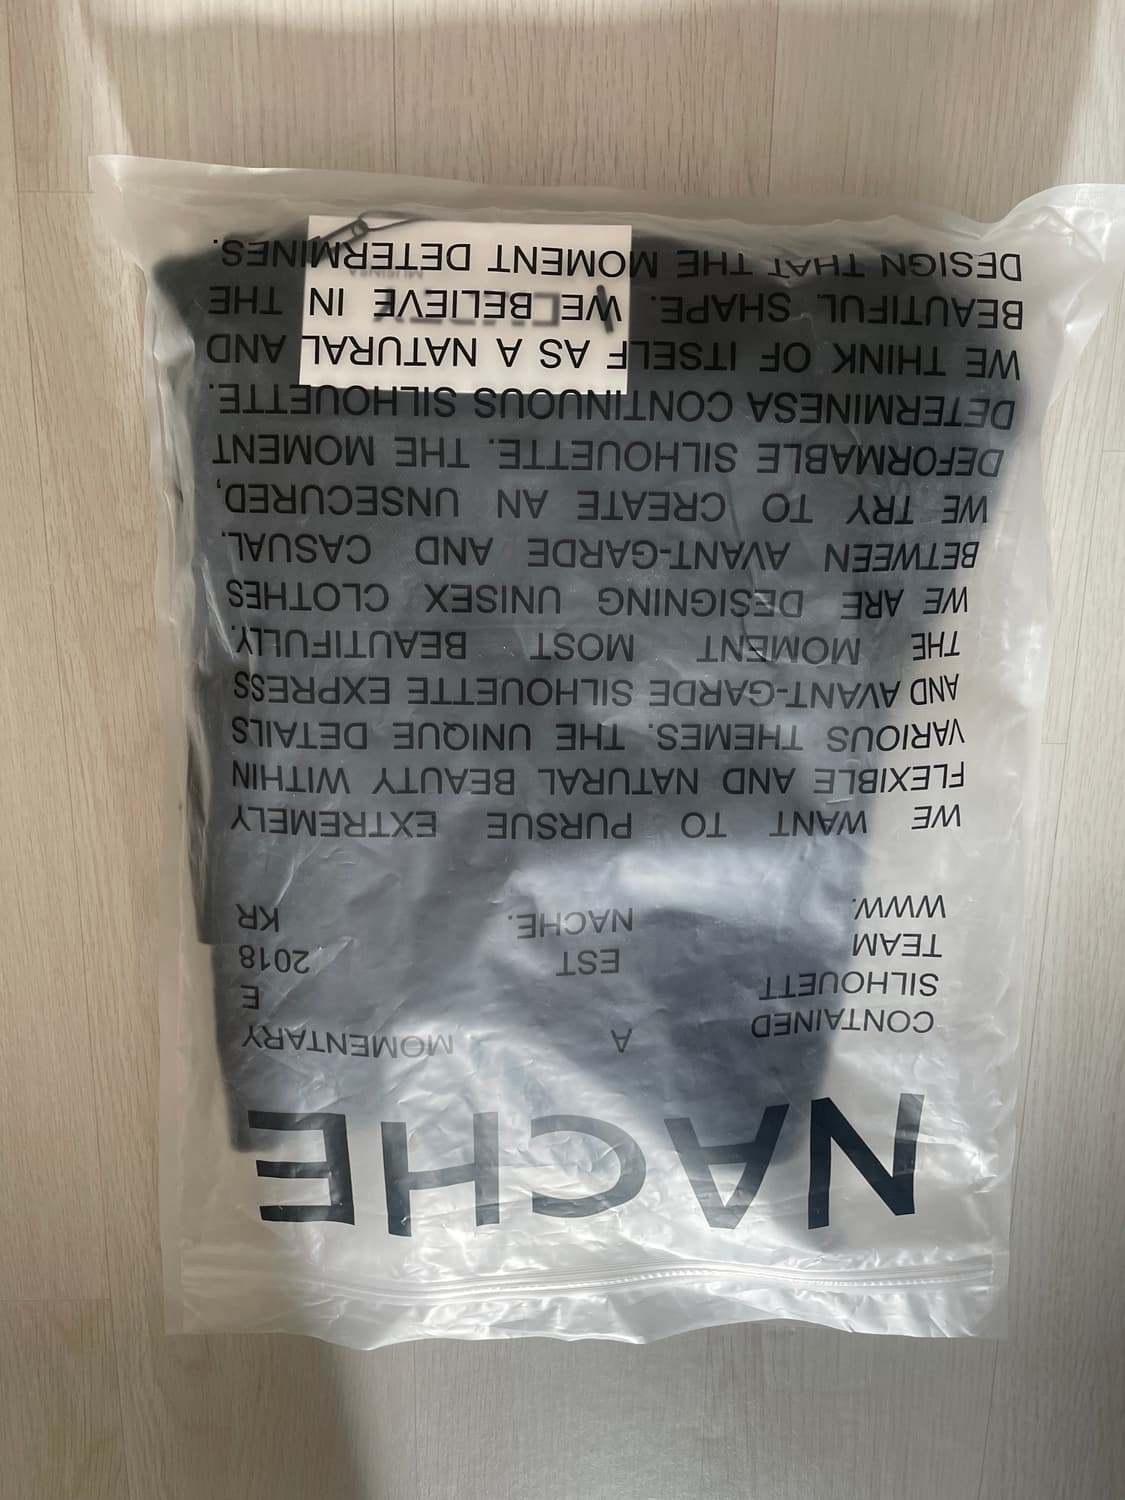 NACHE
CONTAINED A MOMENTARY
SILHOUETT E
TEAM EST 2018
WWW. NACHE. KR
WE WANT TO PURSUE EXTREMELY
FLEXIBLE AND NATURAL BEAUTY WITHIN
VARIOUS THEMES. THE UNIQUE DETAILS
AND AVANT-GARDE SILHOUETTE EXPRESS
THE MOMENT MOST BEAUTIFULLY.
WE ARE DESIGNING UNISEX CLOTHES
BETWEEN AVANT-GARDE AND CASUAL.
WE TRY TO CREATE AN UNSECURED,
DEFORMABLE SILHOUETTE. THE MOMENT
DETERMINESA CONTINUOUS SILHOUETTE.
WE THINK OF ITSELF AS A NATURAL AND
BEAUTIFUL SHAPE. WE BELIEVE IN THE
DESIGN THAT THE MOMENT DETERMINES.